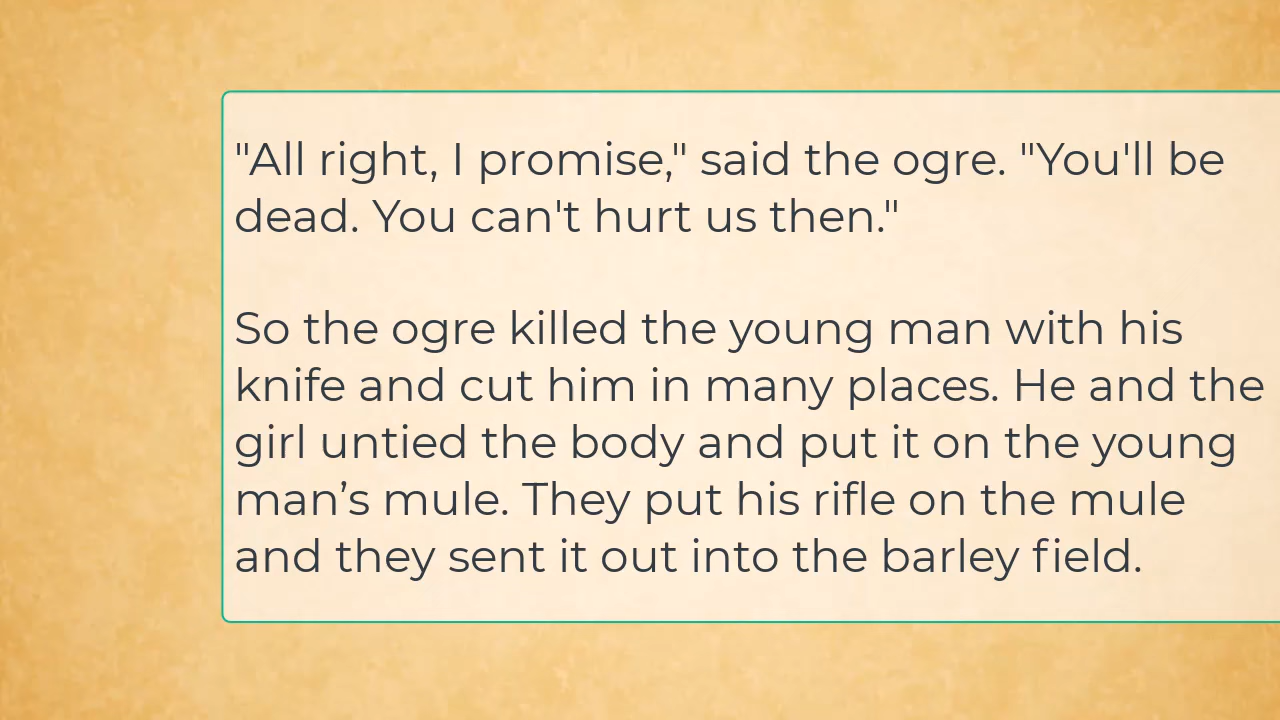 "All right, I promise," said the ogre. "You'll be
dead. You can't hurt us then."
So the ogre killed the young man with his
knife and cut him in many places. He and the
girl untied the body and put it on the young
man’s mule. They put his rifle on the mule
and they sent it out into the barley field.